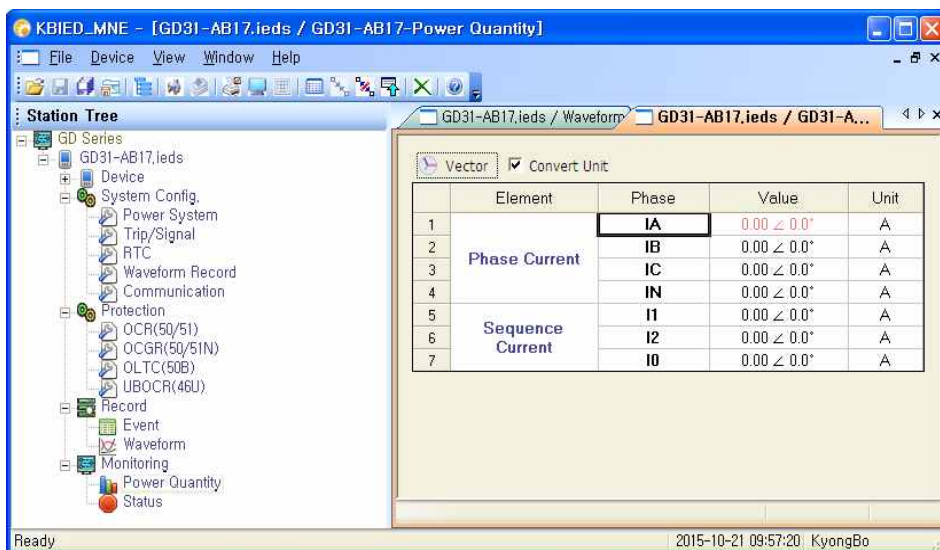 KBIED_MNE - [GD31-AB17.ieds / GD31-AB17-Power Quantity]
File Device View Window Help
Station Tree
GD31-AB17.ieds / Waveform
GD31-AB17.ieds / GD31-A...
GD Series
GD31-AB17.ieds
Device
System Config.
Power System
Trip/Signal
RTC
Waveform Record
Communication
Protection
OCR(50/51)
OCGR(50/51N)
OLTC(50B)
UBOCR(46U)
Record
Event
Waveform
Monitoring
Power Quantity
Status
Vector Convert Unit
Element Phase Value Unit
1 Phase Current IA 0.00 ∠ 0.0° A
2 IB 0.00 ∠ 0.0° A
3 IC 0.00 ∠ 0.0° A
4 IN 0.00 ∠ 0.0° A
5 Sequence Current I1 0.00 ∠ 0.0° A
6 I2 0.00 ∠ 0.0° A
7 I0 0.00 ∠ 0.0° A
Ready 2015-10-21 09:57:20 KyongBo